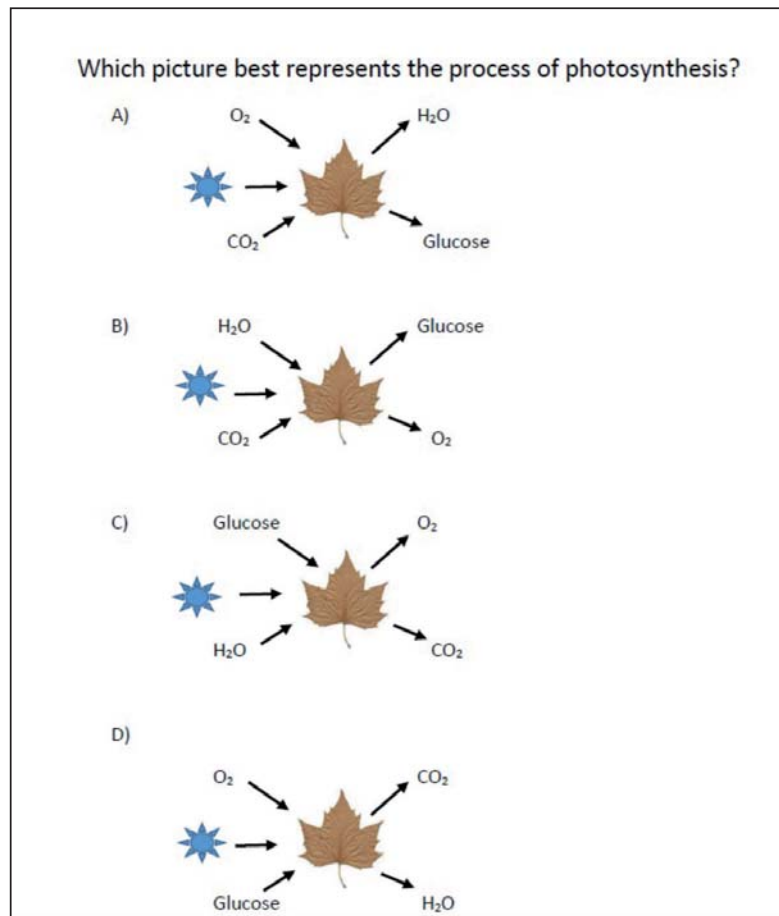 Which picture best represents the process of photosynthesis?
A)
O₂
H₂O
CO₂
Glucose
B)
H₂O
Glucose
CO₂
O₂
C)
Glucose
O₂
H₂O
CO₂
D)
O₂
CO₂
Glucose
H₂O